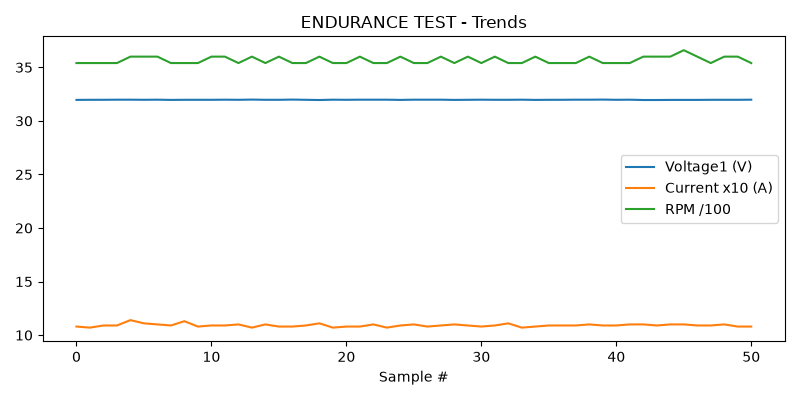 ENDURANCE TEST - Trends
35
30
25
20
15
10
Voltage1 (V)
Current x10 (A)
RPM /100
0 10 20 30 40 50
Sample #